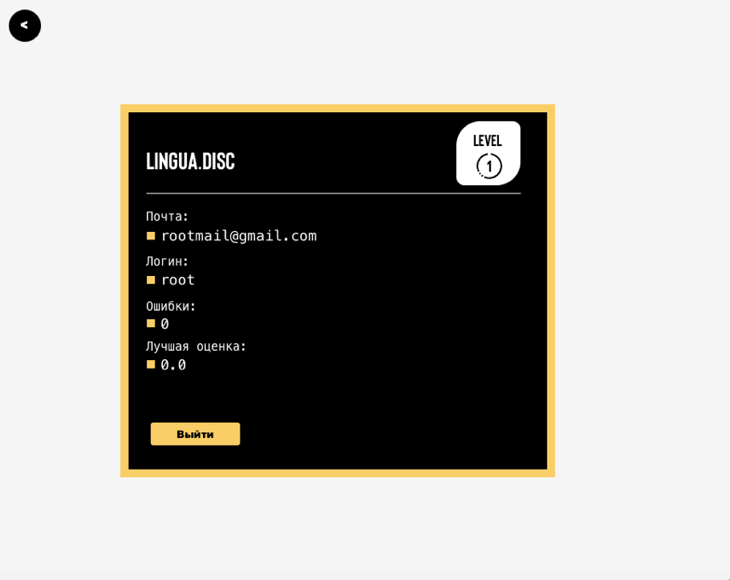 <
LINGUA.DISC
LEVEL
1
Почта:
rootmail@gmail.com
Логин:
root
Ошибки:
0
Лучшая оценка:
0.0
Выйти